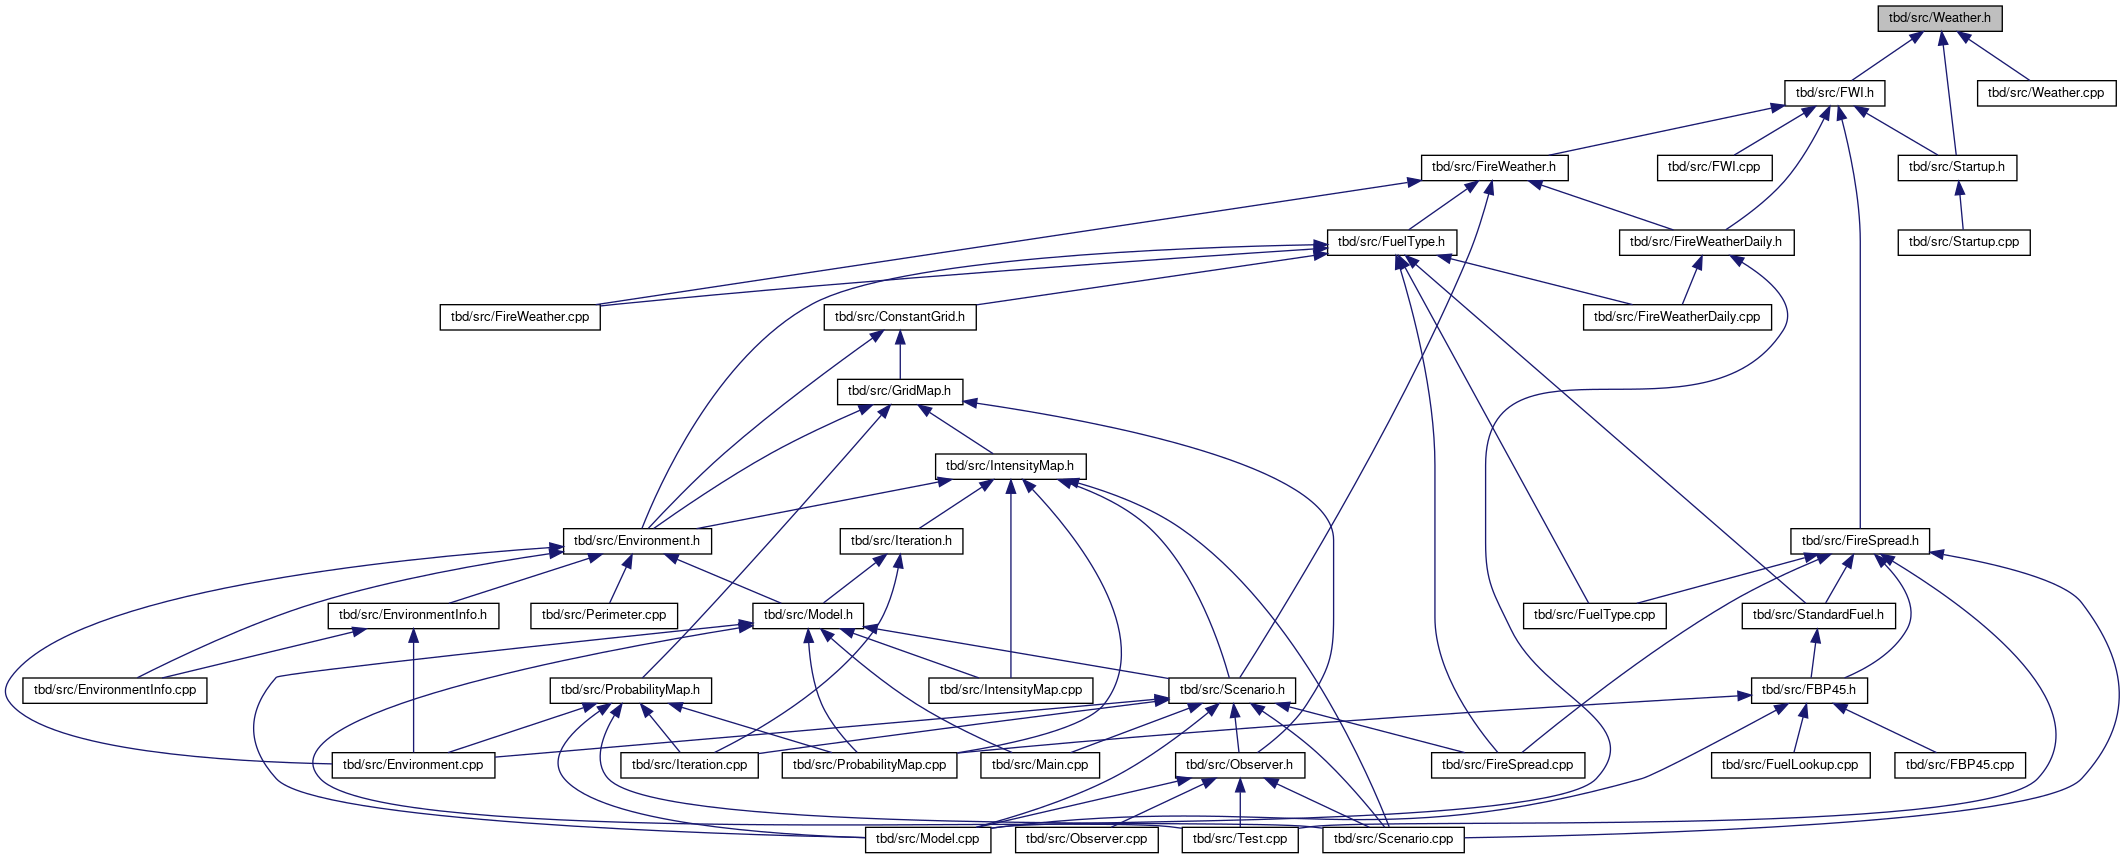 tbd/src/Weather.h
tbd/src/FWI.h
tbd/src/Weather.cpp
tbd/src/FireWeather.h
tbd/src/FWI.cpp
tbd/src/Startup.h
tbd/src/FuelType.h
tbd/src/FireWeatherDaily.h
tbd/src/Startup.cpp
tbd/src/FireWeather.cpp
tbd/src/ConstantGrid.h
tbd/src/FireWeatherDaily.cpp
tbd/src/GridMap.h
tbd/src/IntensityMap.h
tbd/src/Environment.h
tbd/src/Iteration.h
tbd/src/FireSpread.h
tbd/src/EnvironmentInfo.h
tbd/src/Perimeter.cpp
tbd/src/Model.h
tbd/src/FuelType.cpp
tbd/src/StandardFuel.h
tbd/src/EnvironmentInfo.cpp
tbd/src/ProbabilityMap.h
tbd/src/IntensityMap.cpp
tbd/src/Scenario.h
tbd/src/FBP45.h
tbd/src/Environment.cpp
tbd/src/Iteration.cpp
tbd/src/ProbabilityMap.cpp
tbd/src/Main.cpp
tbd/src/Observer.h
tbd/src/FireSpread.cpp
tbd/src/FuelLookup.cpp
tbd/src/FBP45.cpp
tbd/src/Model.cpp
tbd/src/Observer.cpp
tbd/src/Test.cpp
tbd/src/Scenario.cpp